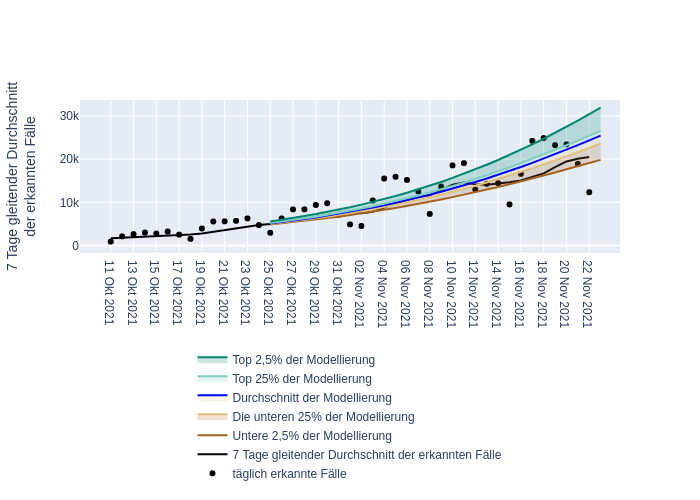 7 Tage gleitender Durchschnitt
der erkannten Fälle
30k
20k
10k
0
11 Okt 2021
13 Okt 2021
15 Okt 2021
17 Okt 2021
19 Okt 2021
21 Okt 2021
23 Okt 2021
25 Okt 2021
27 Okt 2021
29 Okt 2021
31 Okt 2021
02 Nov 2021
04 Nov 2021
06 Nov 2021
08 Nov 2021
10 Nov 2021
12 Nov 2021
14 Nov 2021
16 Nov 2021
18 Nov 2021
20 Nov 2021
22 Nov 2021
Top 2,5% der Modellierung
Top 25% der Modellierung
Durchschnitt der Modellierung
Die unteren 25% der Modellierung
Untere 2,5% der Modellierung
7 Tage gleitender Durchschnitt der erkannten Fälle
täglich erkannte Fälle